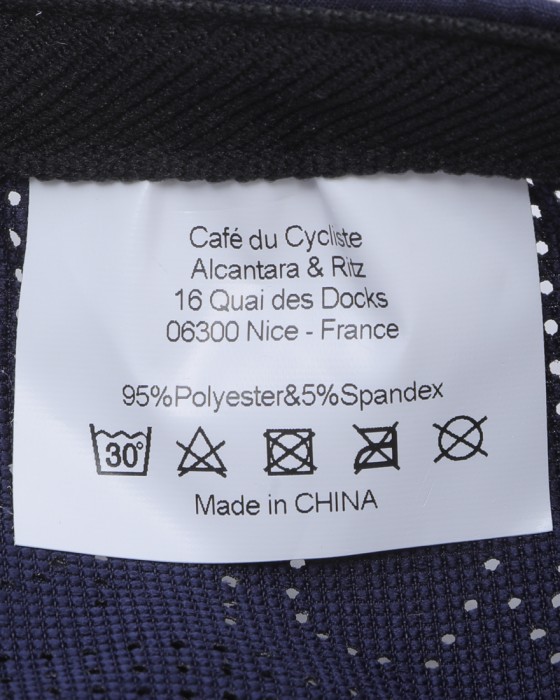 Café du Cycliste
Alcantara & Ritz
16 Quai des Docks
06300 Nice - France
95%Polyester&5%Spandex
30°
Made in CHINA